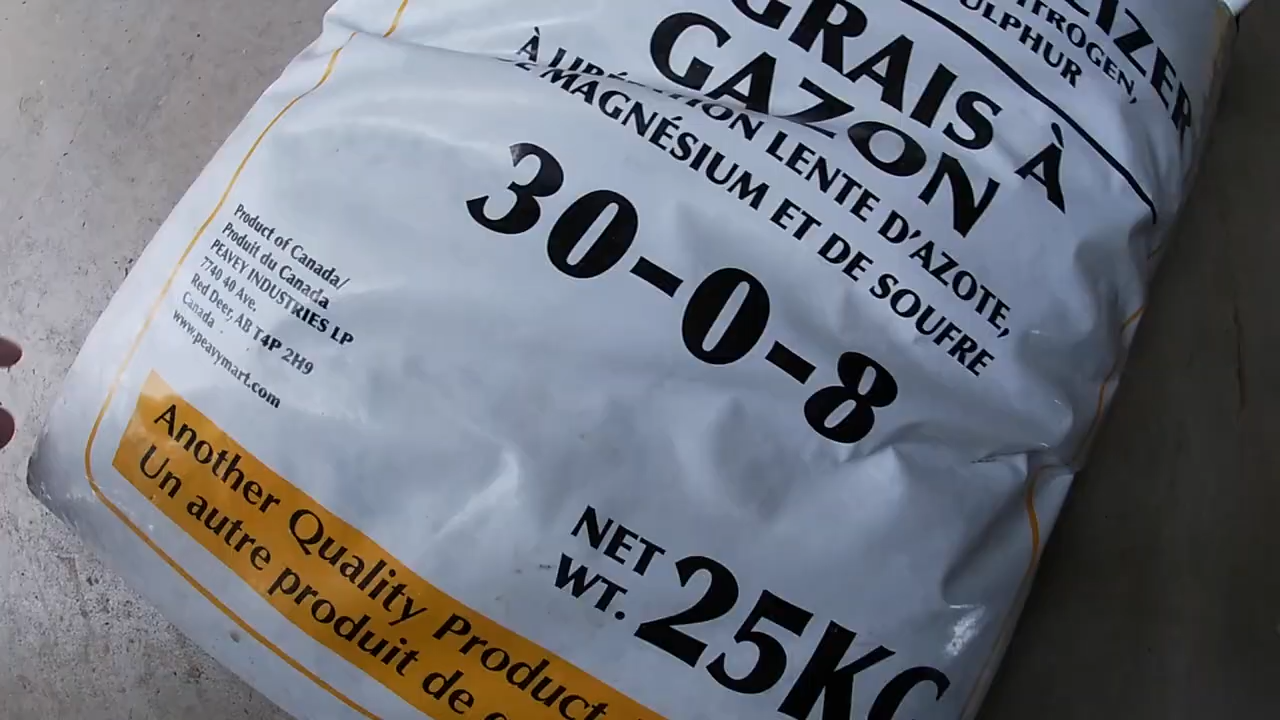 GRAIS À
GAZON
LENTE D'AZOTE,
MAGNÉSIUM ET DE SOUFRE
30-0-8
Product of Canada/
Produit du Canada
PEAVEY INDUSTRIES LP
7740 40 Ave.
Red Deer, AB T4P 2H9
Canada
www.peavymart.com
Another Quality Product
Un autre produit de
NET
WT. 25KG